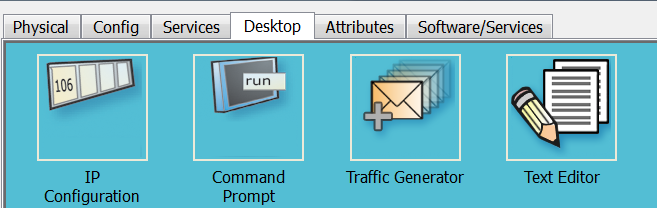 Physical Config Services Desktop Attributes Software/Services
106
run
IP
Configuration
Command
Prompt
Traffic Generator
Text Editor